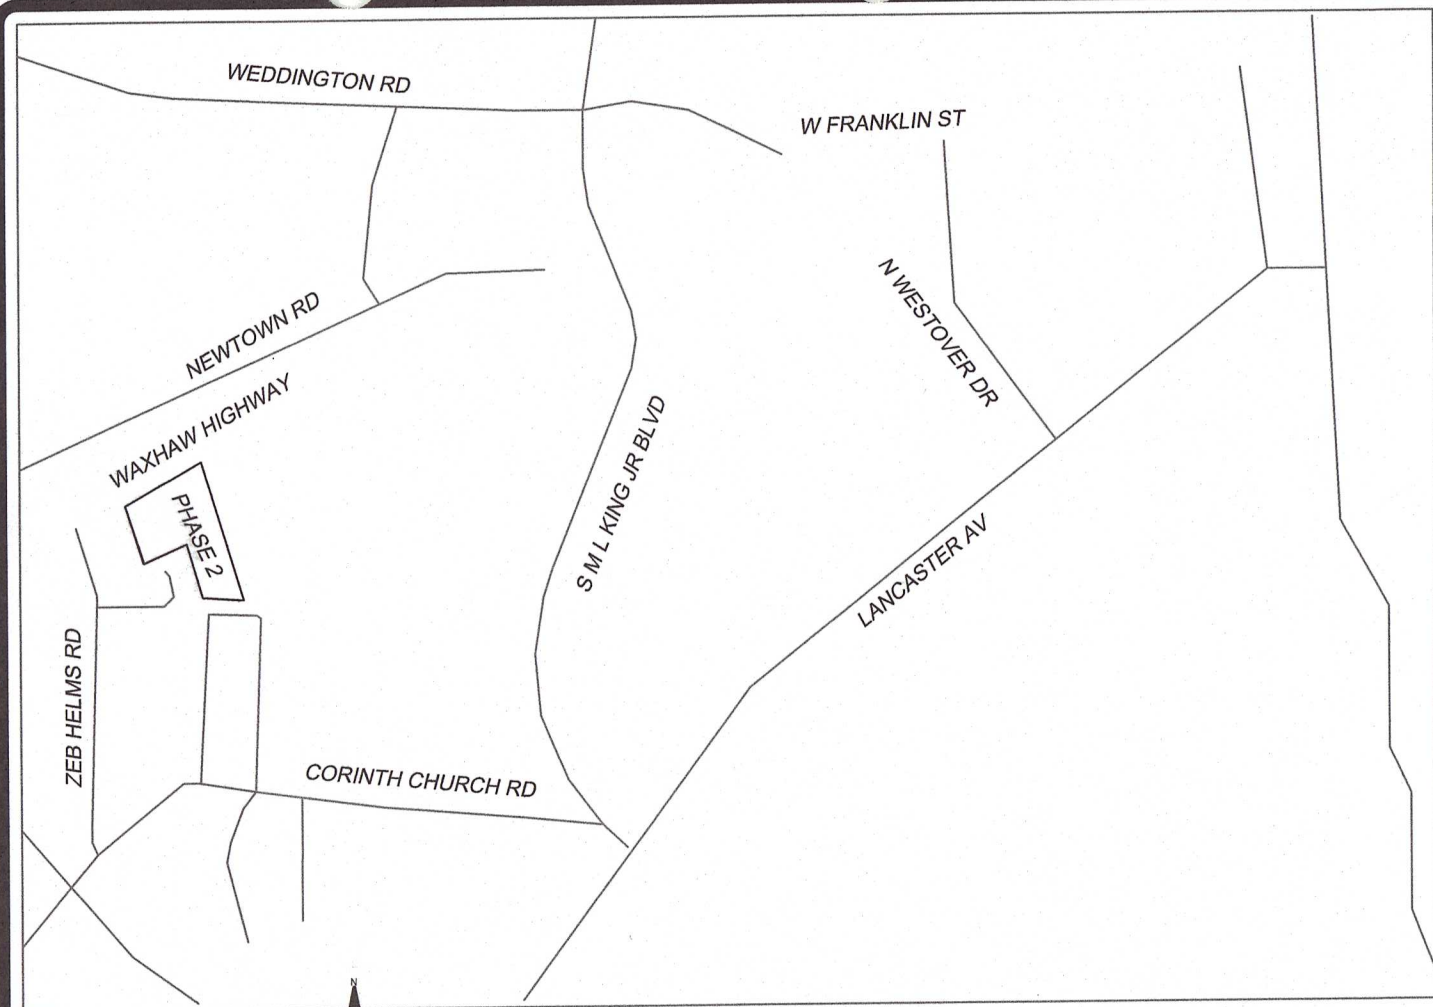 WEDDINGTON RD
W FRANKLIN ST
N WESTOVER DR
NEWTOWN RD
WAXHAW HIGHWAY
PHASE 2
S M L KING JR BLVD
LANCASTER AV
ZEB HELMS RD
CORINTH CHURCH RD
N